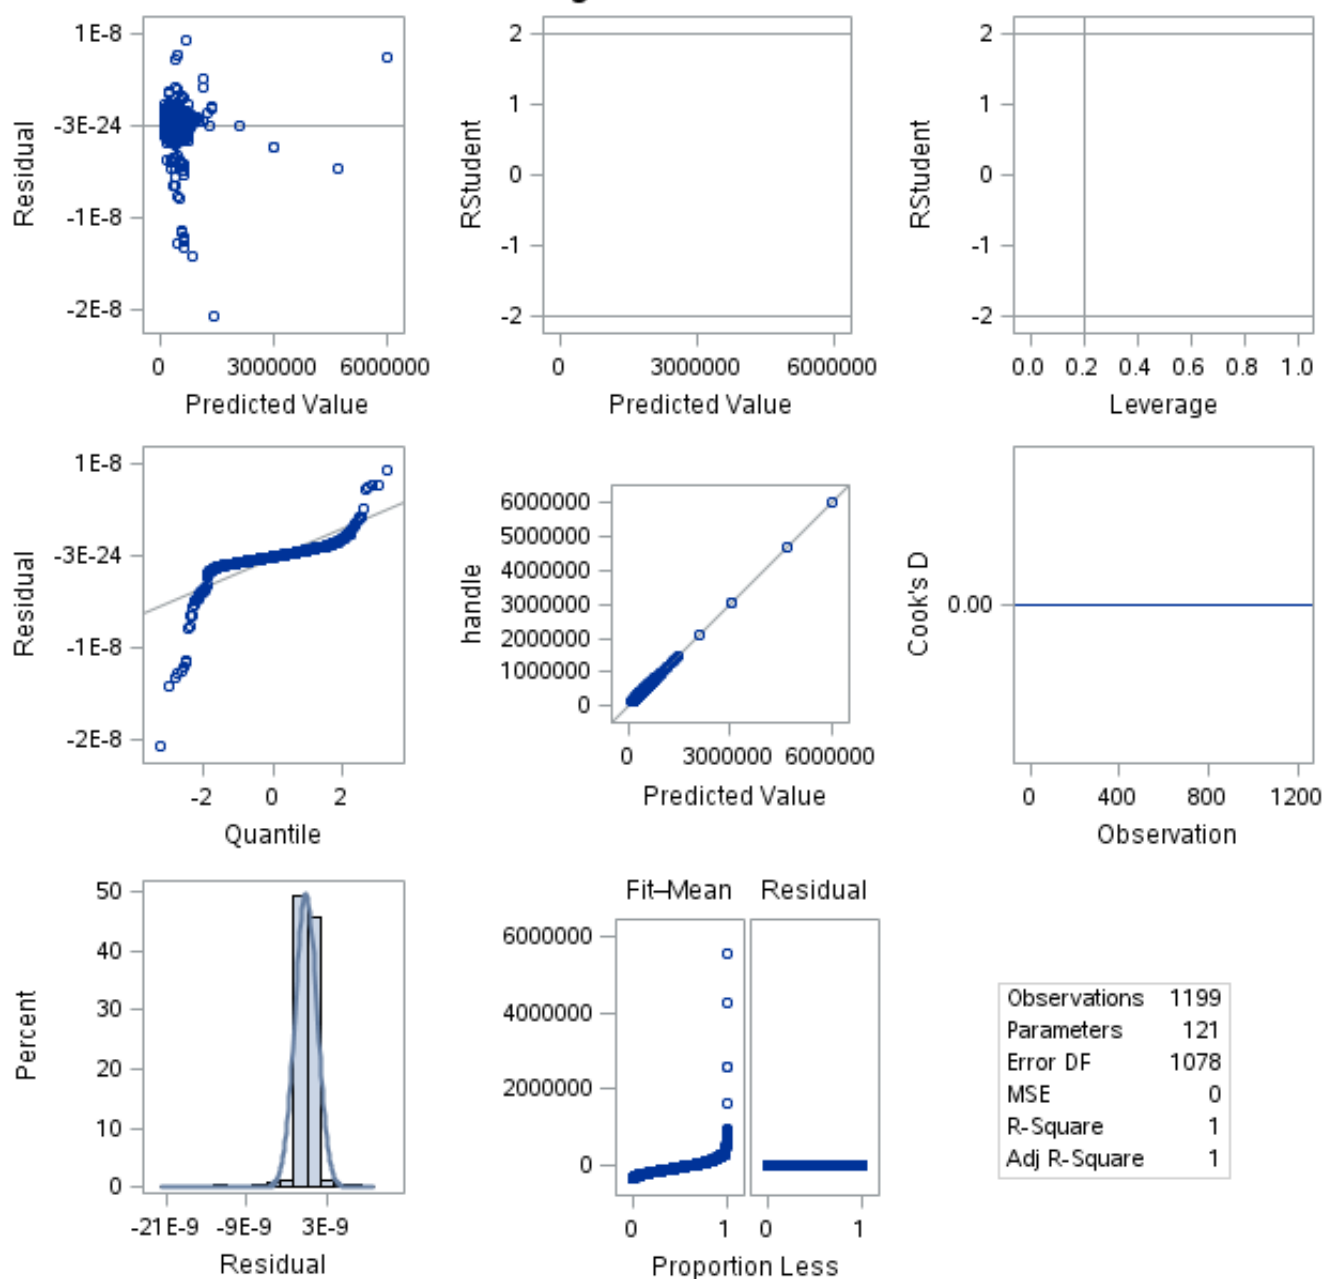 1E-8
-3E-24
-1E-8
-2E-8
Residual
0 3000000 6000000
Predicted Value
2
1
0
-1
-2
RStudent
0 3000000 6000000
Predicted Value
2
1
0
-1
-2
RStudent
0.0 0.2 0.4 0.6 0.8 1.0
Leverage
1E-8
-3E-24
-1E-8
-2E-8
Residual
-2 0 2
Quantile
6000000
5000000
4000000
3000000
2000000
1000000
0
handle
0 3000000 6000000
Predicted Value
0.00
Cook's D
0 400 800 1200
Observation
50
40
30
20
10
0
Percent
-21E-9 -9E-9 3E-9
Residual
Fit–Mean Residual
6000000
4000000
2000000
0
0 1 0 1
Proportion Less
Observations 1199
Parameters 121
Error DF 1078
MSE 0
R-Square 1
Adj R-Square 1